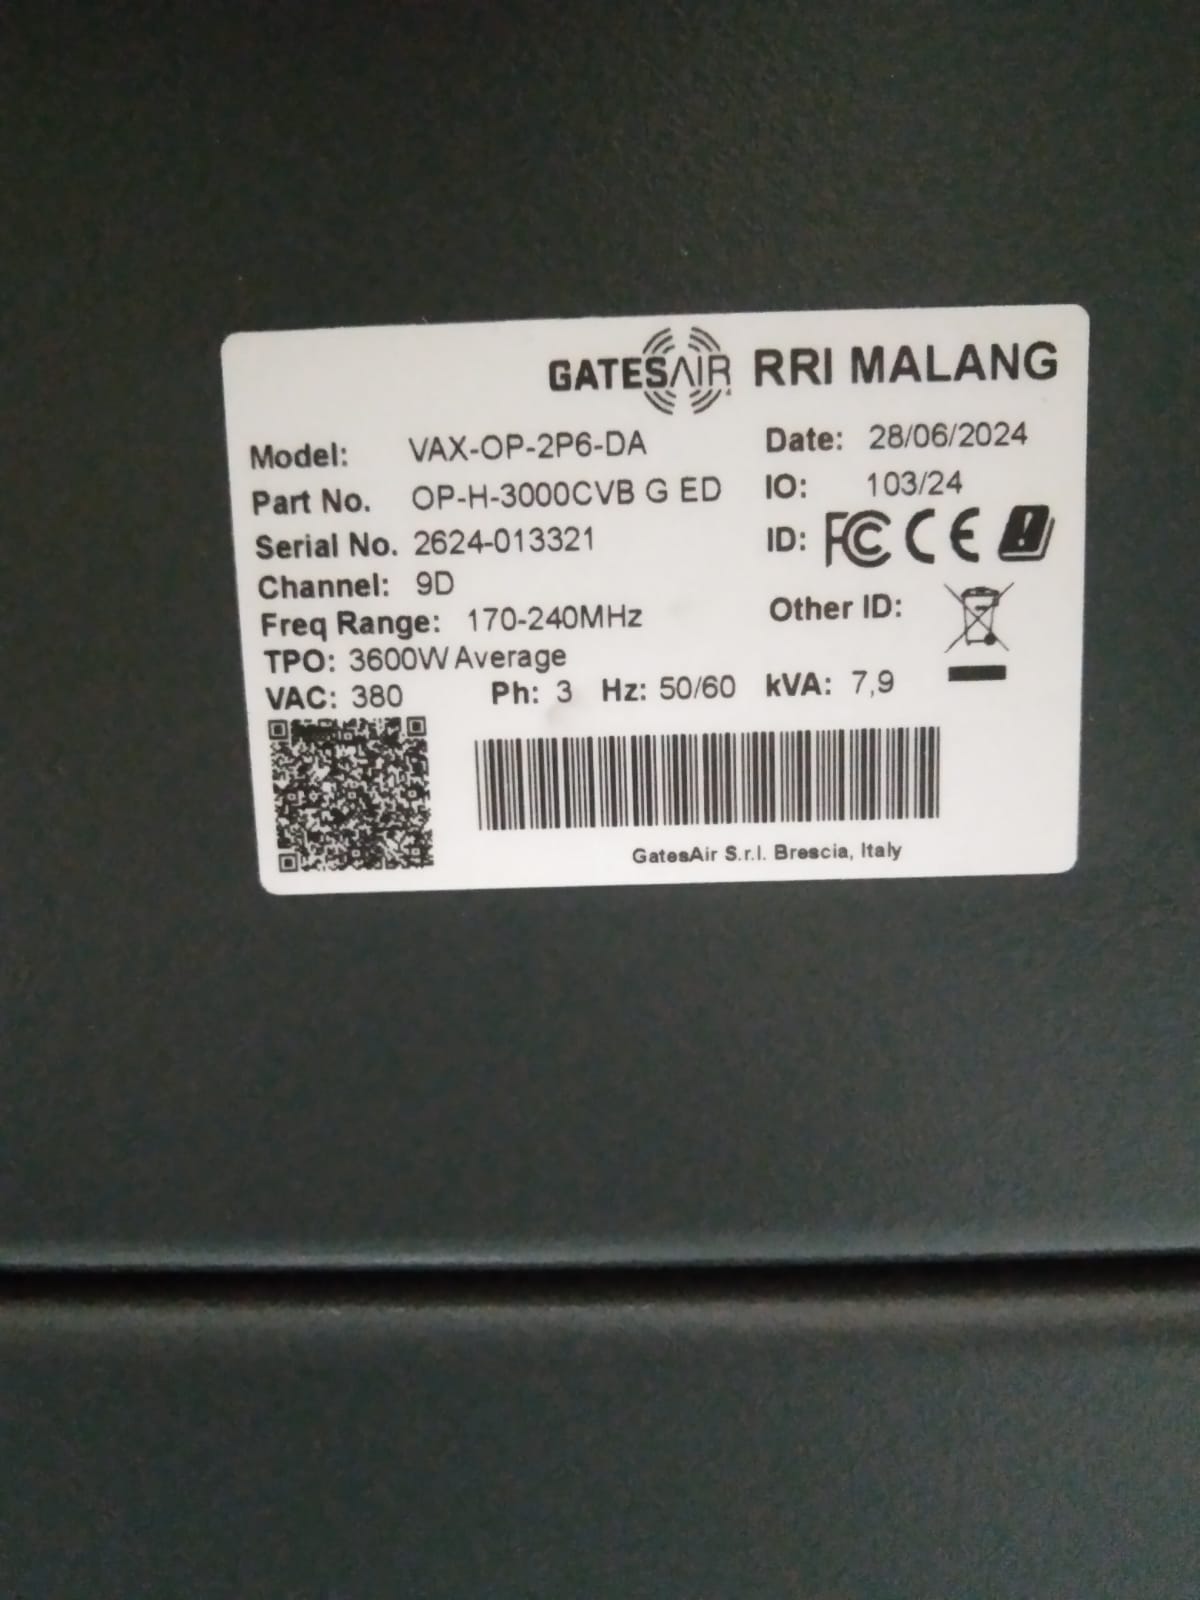 GATESAIR RRI MALANG
Model: VAX-OP-2P6-DA Date: 28/06/2024
Part No. OP-H-3000CVB G ED IO: 103/24
Serial No. 2624-013321 ID: FC CE
Channel: 9D
Freq Range: 170-240MHz Other ID:
TPO: 3600W Average
VAC: 380 Ph: 3 Hz: 50/60 kVA: 7,9
GatesAir S.r.l. Brescia, Italy